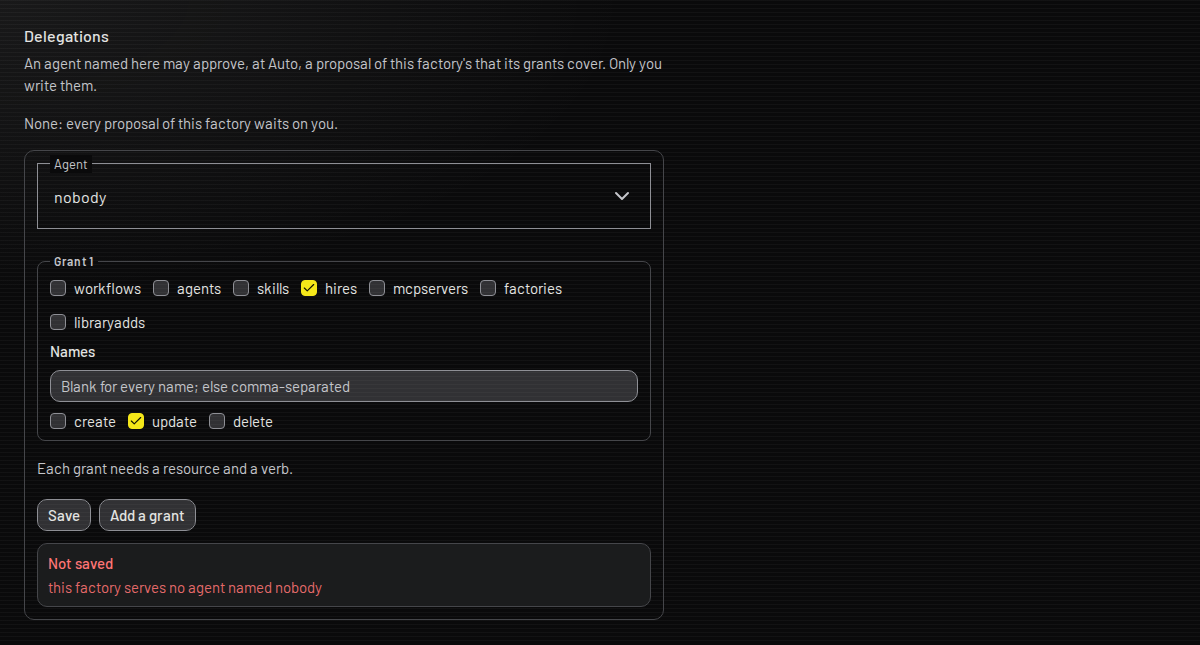 Delegations
An agent named here may approve, at Auto, a proposal of this factory's that its grants cover. Only you
write them.
None: every proposal of this factory waits on you.
Agent
nobody
Grant 1
workflows agents skills hires mcpservers factories
libraryadds
Names
Blank for every name; else comma-separated
create update delete
Each grant needs a resource and a verb.
Save Add a grant
Not saved
this factory serves no agent named nobody